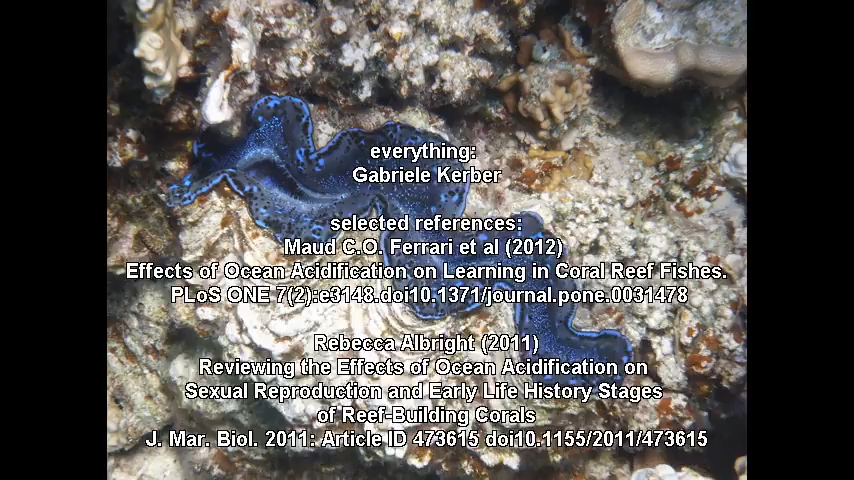 everything:
Gabriele Kerber
selected references:
Maud C.O. Ferrari et al (2012)
Effects of Ocean Acidification on Learning in Coral Reef Fishes.
PLoS ONE 7(2):e3148.doi10.1371/journal.pone.0031478
Rebecca Albright (2011)
Reviewing the Effects of Ocean Acidification on
Sexual Reproduction and Early Life History Stages
of Reef-Building Corals
J. Mar. Biol. 2011: Article ID 473615 doi10.1155/2011/473615